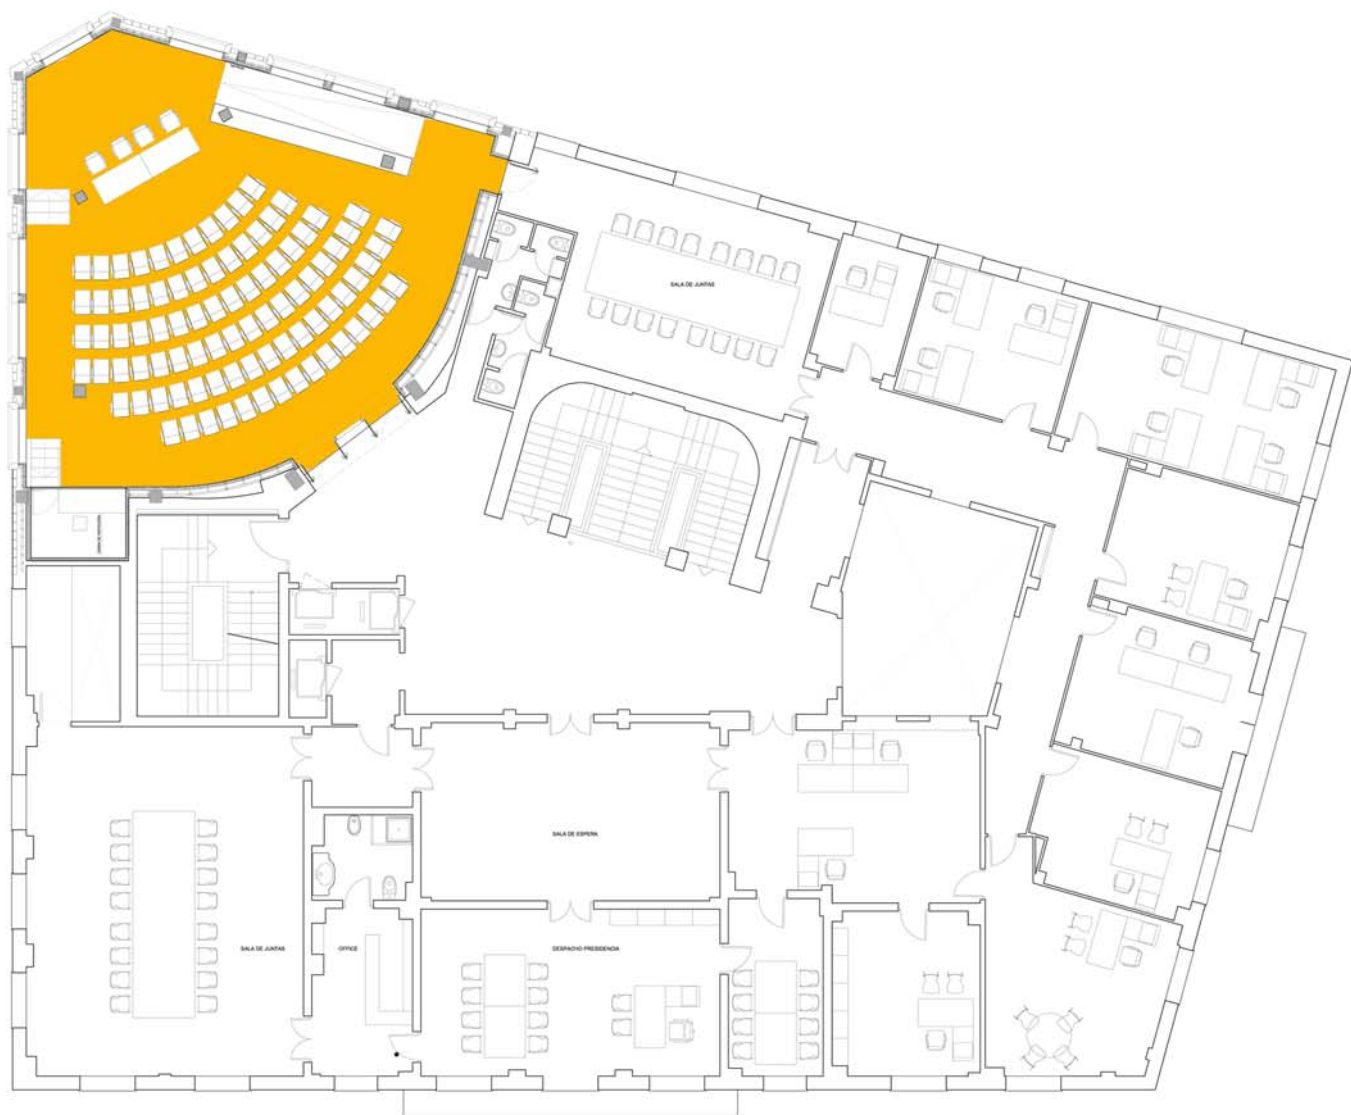 SALA DE JUNTAS
SALA DE ESPERA
SALA DE JUNTAS
OFFICE
DESPACHO PRESIDENCIA